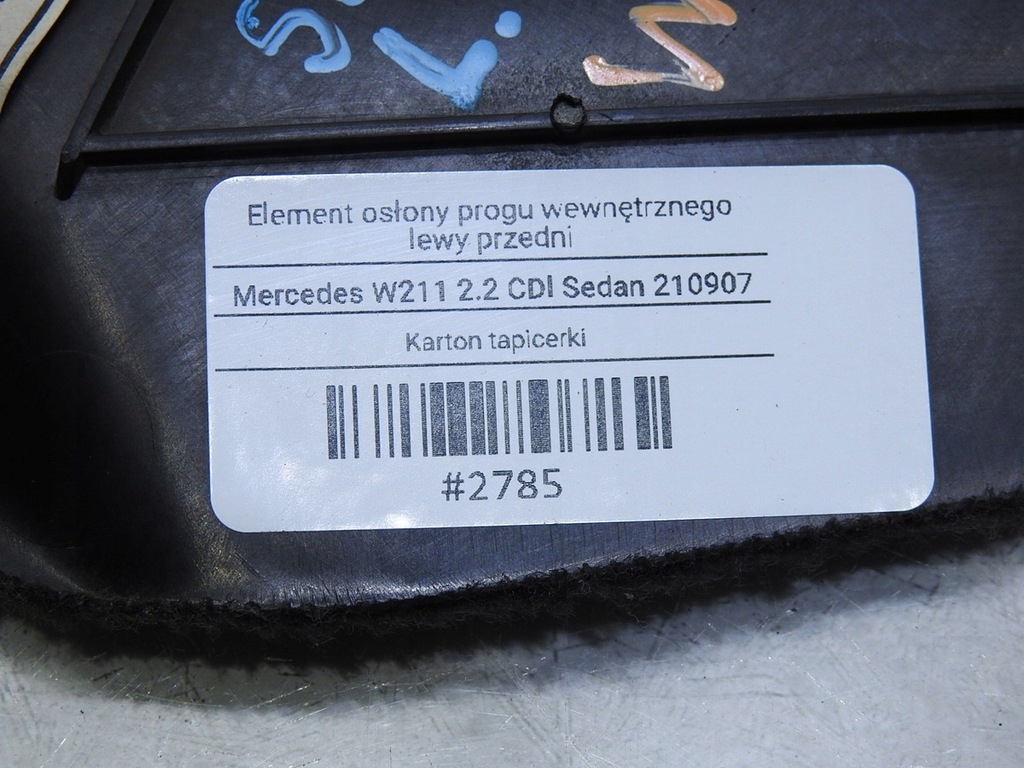 L.
Element osłony progu wewnętrznego
lewy przedni
Mercedes W211 2.2 CDI Sedan 210907
Karton tapicerki
#2785